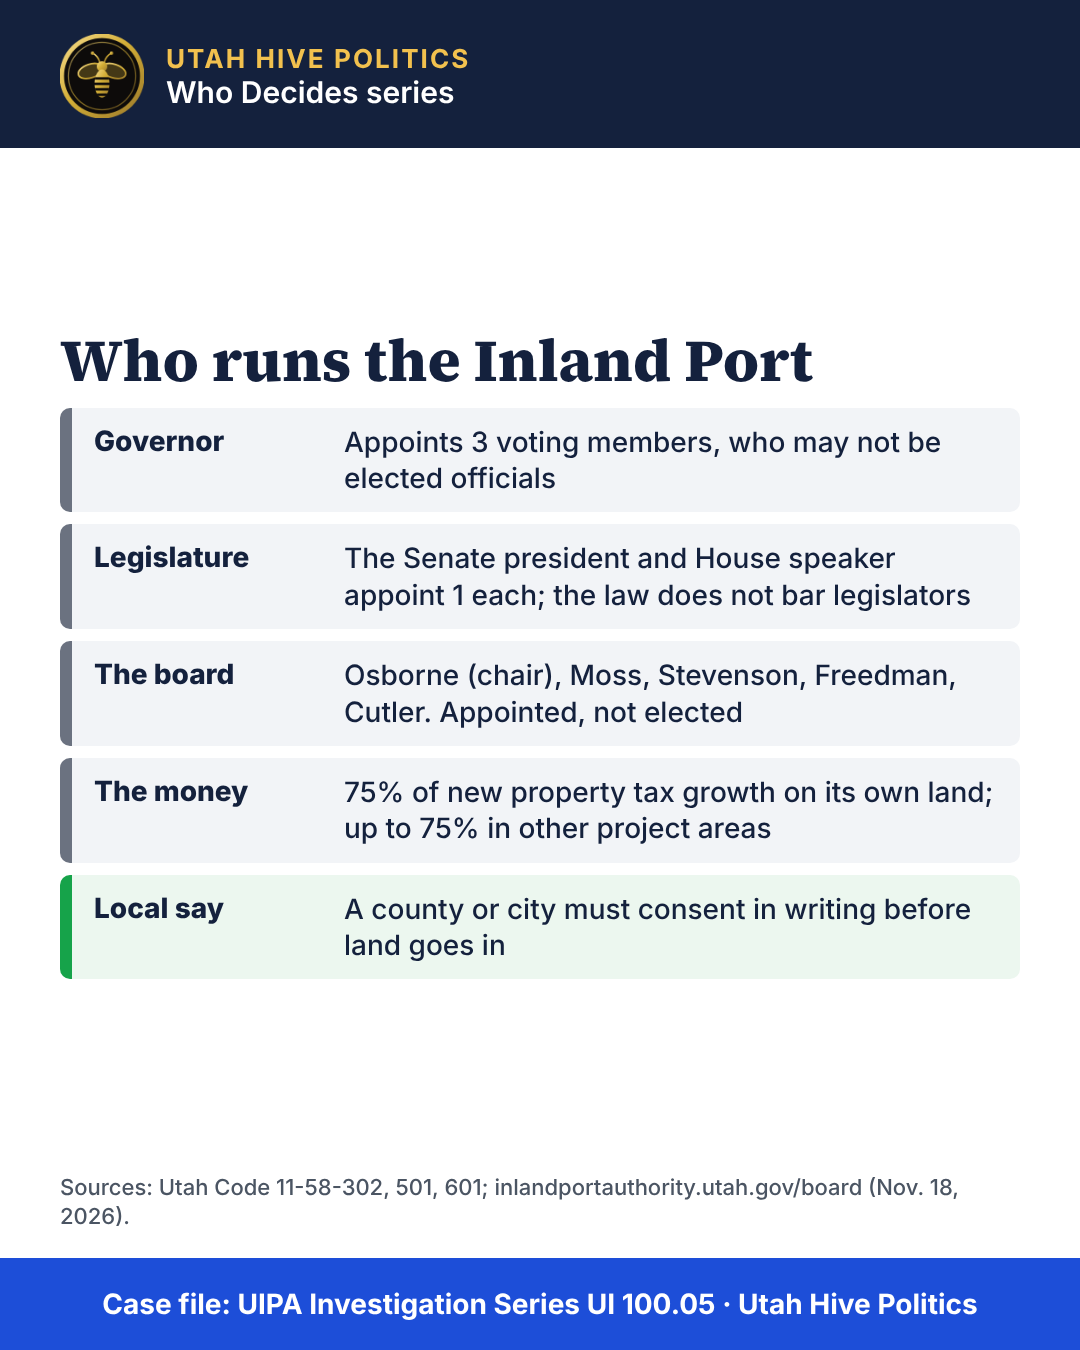 UTAH HIVE POLITICS
Who Decides series
Who runs the Inland Port
Governor
Appoints 3 voting members, who may not be
elected officials
Legislature
The Senate president and House speaker
appoint 1 each; the law does not bar legislators
The board
Osborne (chair), Moss, Stevenson, Freedman,
Cutler. Appointed, not elected
The money
75% of new property tax growth on its own land;
up to 75% in other project areas
Local say
A county or city must consent in writing before
land goes in
Sources: Utah Code 11-58-302, 501, 601; inlandportauthority.utah.gov/board (Nov. 18,
2026).
Case file: UIPA Investigation Series UI 100.05 · Utah Hive Politics